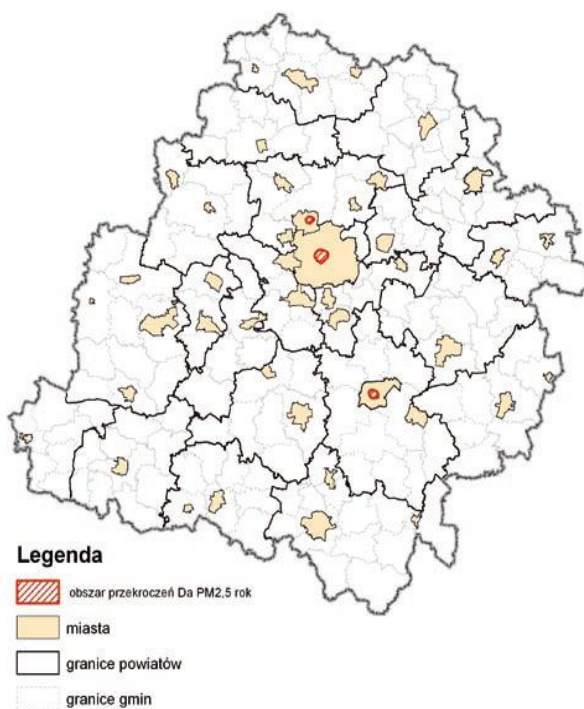 Legenda
obszar przekroczeń Da PM2,5 rok
miasta
granice powiatów
granice gmin